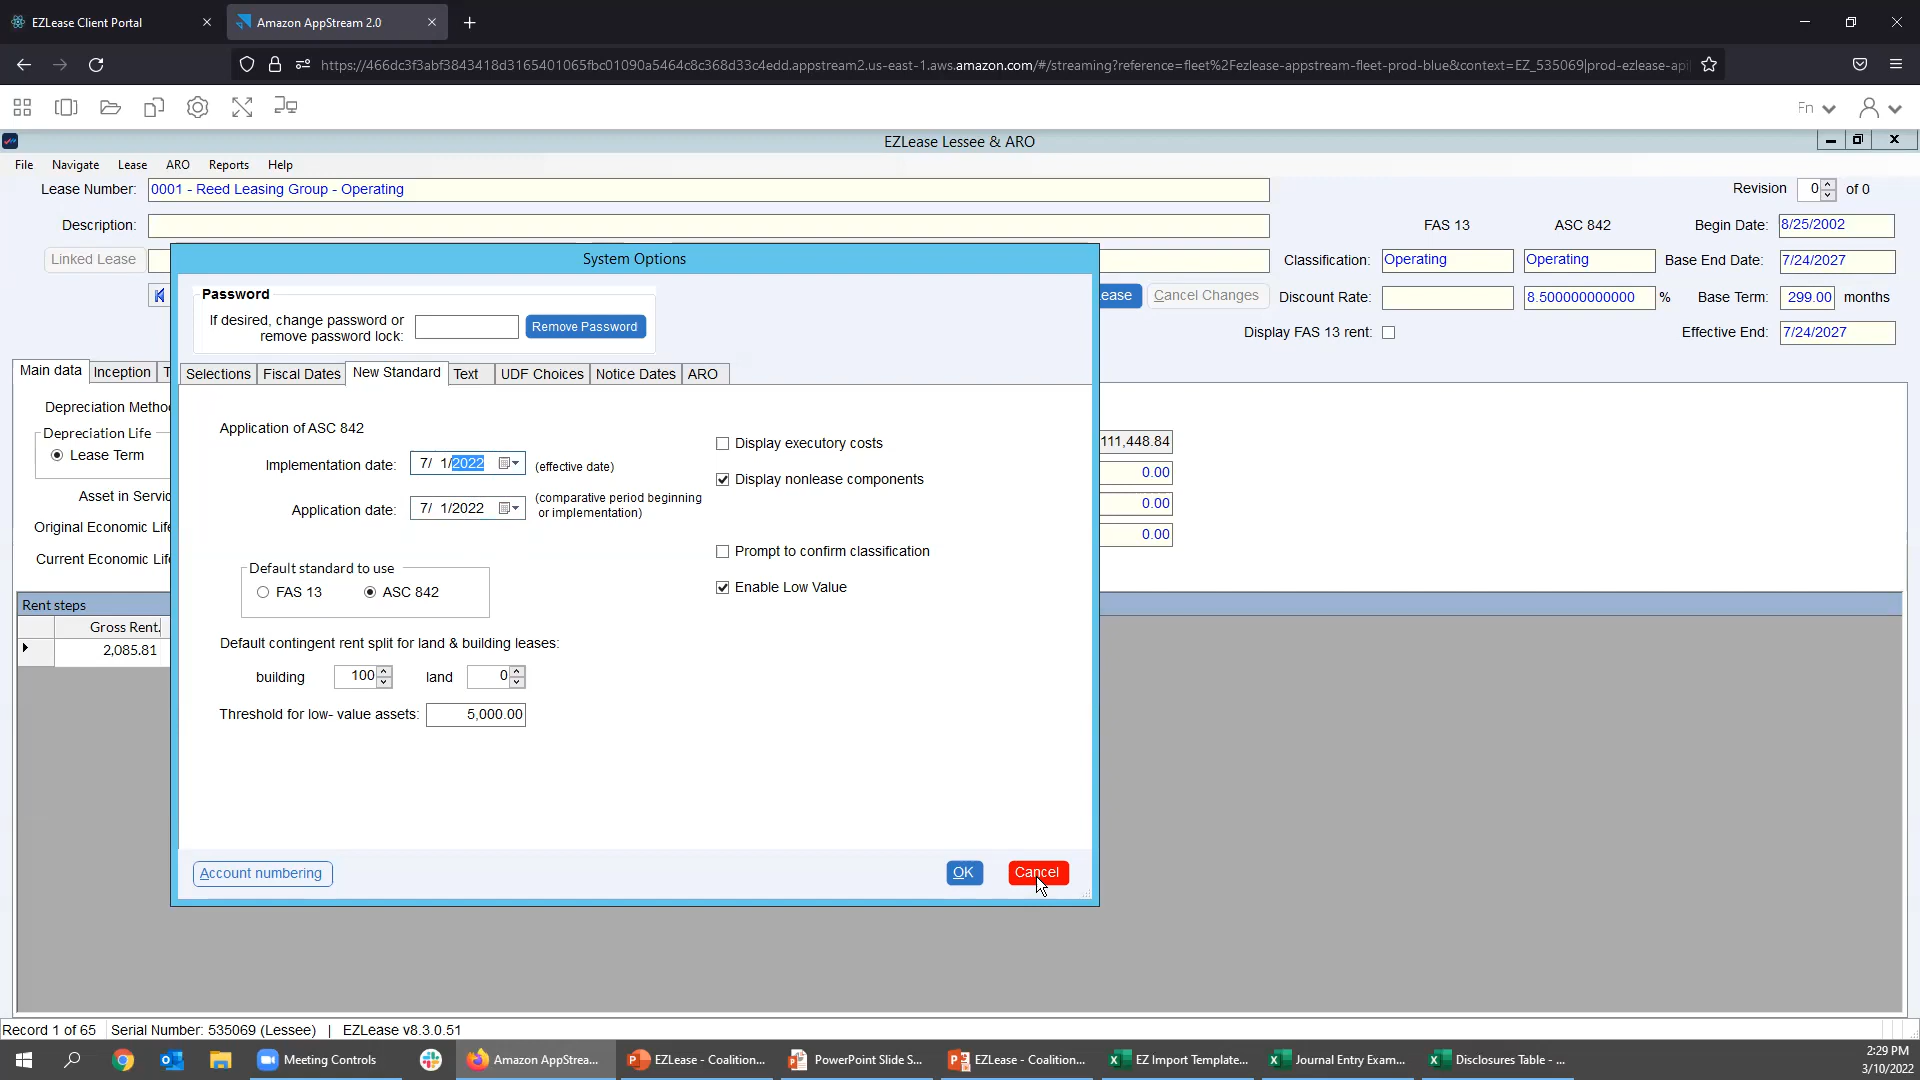 EZLease Client Portal
Amazon AppStream 2.0
https://466dc3f3abf3843418d3165401065fbc01090a5464c8c368d33c4edd.appstream2.us-east-1.aws.amazon.com/#/streaming?reference=fleet%2Fezlease-appstream-fleet-prod-blue&context=EZ_535069|prod-ezlease-api
Fn
EZLease Lessee & ARO
File Navigate Lease ARO Reports Help
Lease Number: 0001 - Reed Leasing Group - Operating
Revision 0 of 0
Description:
FAS 13 ASC 842 Begin Date: 8/25/2002
Linked Lease
Classification: Operating Operating Base End Date: 7/24/2027
ease Cancel Changes Discount Rate: 8.500000000000 % Base Term: 299.00 months
Display FAS 13 rent: Effective End: 7/24/2027
Main data Inception T
Depreciation Metho
Depreciation Life
Lease Term
Asset in Servic
Original Economic Life
Current Economic Life
111,448.84
0.00
0.00
0.00
Rent steps
Gross Rent
2,085.81
System Options
Password
If desired, change password or
remove password lock:
Remove Password
Selections Fiscal Dates New Standard Text UDF Choices Notice Dates ARO
Application of ASC 842
Implementation date: 7/ 1/2022 (effective date)
Application date: 7/ 1/2022 (comparative period beginning
or implementation)
Display executory costs
Display nonlease components
Prompt to confirm classification
Enable Low Value
Default standard to use
FAS 13 ASC 842
Default contingent rent split for land & building leases:
building 100 land 0
Threshold for low- value assets: 5,000.00
Account numbering
OK Cancel
Record 1 of 65 Serial Number: 535069 (Lessee) | EZLease v8.3.0.51
Meeting Controls
Amazon AppStrea...
EZLease - Coalition...
PowerPoint Slide S...
EZLease - Coalition...
EZ Import Template...
Journal Entry Exam...
Disclosures Table - ...
2:29 PM
3/10/2022